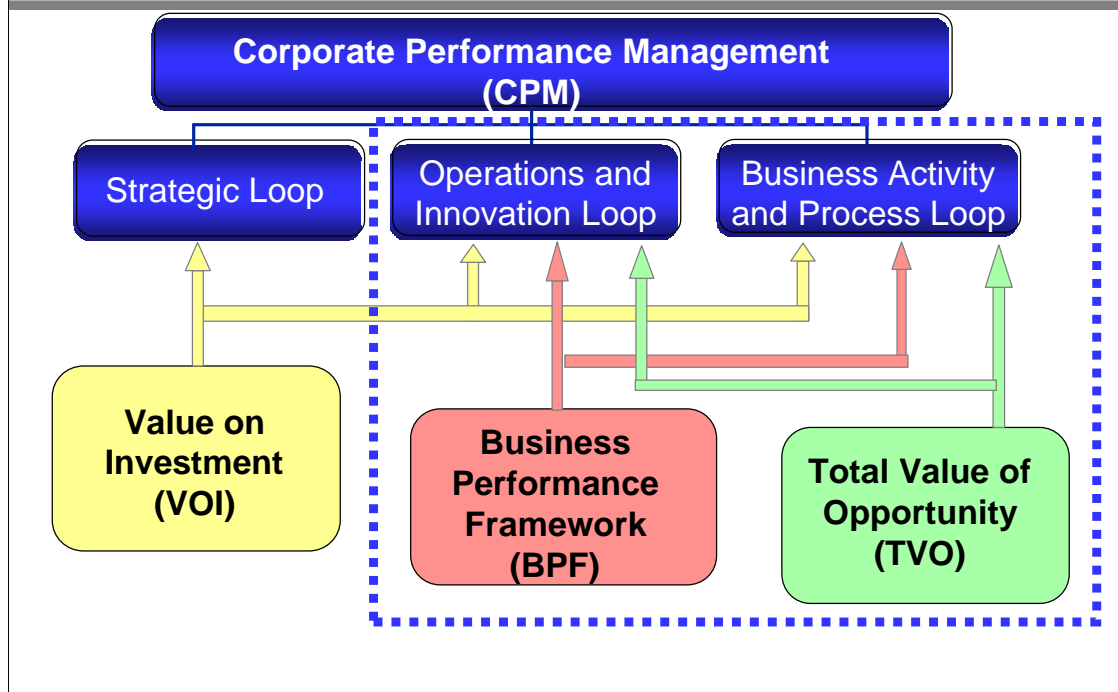 Corporate Performance Management
(CPM)
Strategic Loop
Operations and
Innovation Loop
Business Activity
and Process Loop
Value on
Investment
(VOI)
Business
Performance
Framework
(BPF)
Total Value of
Opportunity
(TVO)